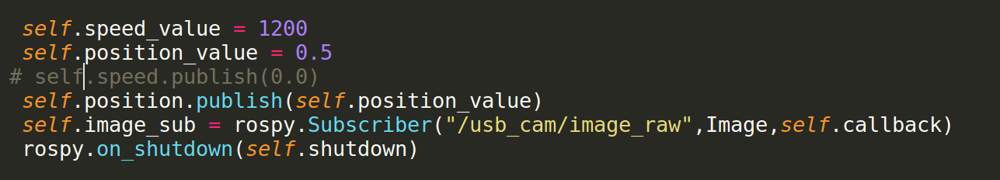 self.speed_value = 1200
self.position_value = 0.5
# self.speed.publish(0.0)
self.position.publish(self.position_value)
self.image_sub = rospy.Subscriber("/usb_cam/image_raw",Image,self.callback)
rospy.on_shutdown(self.shutdown)